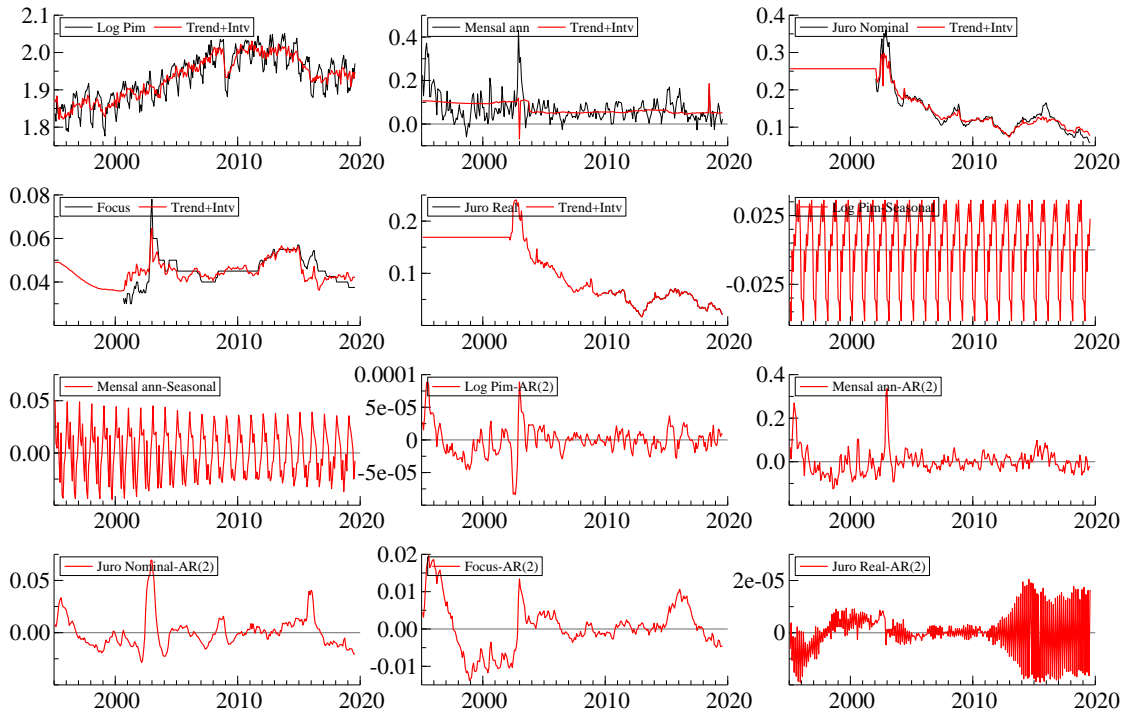 Log Pim Trend+Intv
2.1
2.0
1.9
1.8
2000 2010 2020
Mensal ann Trend+Intv
0.4
0.2
0.0
2000 2010 2020
Juro Nominal Trend+Intv
0.4
0.3
0.2
0.1
2000 2010 2020
Focus Trend+Intv
0.08
0.06
0.04
2000 2010 2020
Juro Real Trend+Intv
0.2
0.1
2000 2010 2020
Log Pim-Seasonal
0.025
-0.025
2000 2010 2020
Mensal ann-Seasonal
0.05
0.00
2000 2010 2020
Log Pim-AR(2)
0.0001
5e-05
0
-5e-05
2000 2010 2020
Mensal ann-AR(2)
0.4
0.2
0.0
2000 2010 2020
Juro Nominal-AR(2)
0.05
0.00
2000 2010 2020
Focus-AR(2)
0.02
0.01
0.00
-0.01
2000 2010 2020
Juro Real-AR(2)
2e-05
0
2000 2010 2020